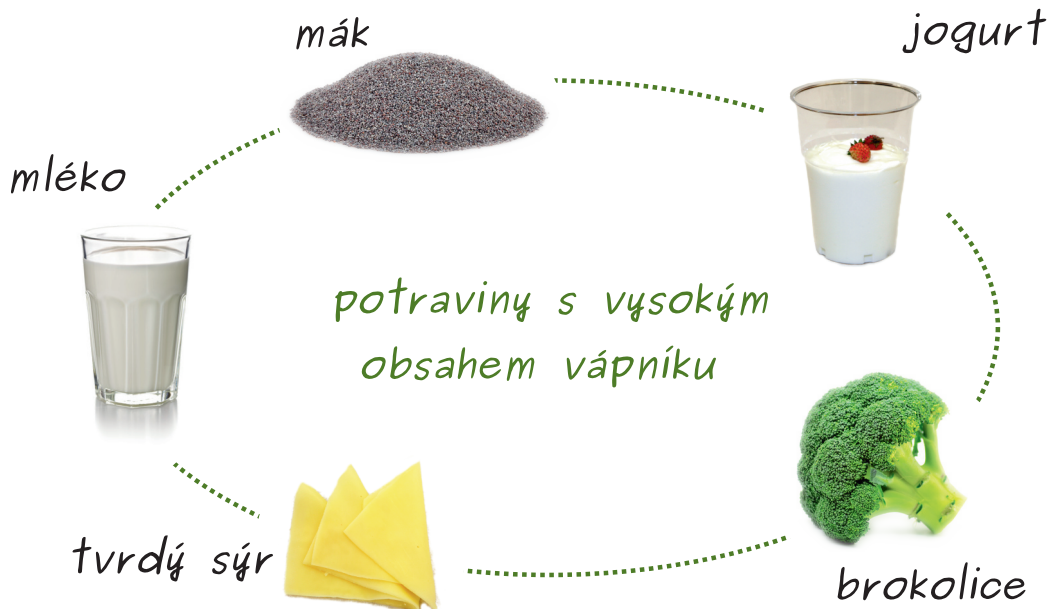 mák
jogurt
mléko
potraviny s vysokým
obsahem vápníku
tvrdý sýr
brokolice